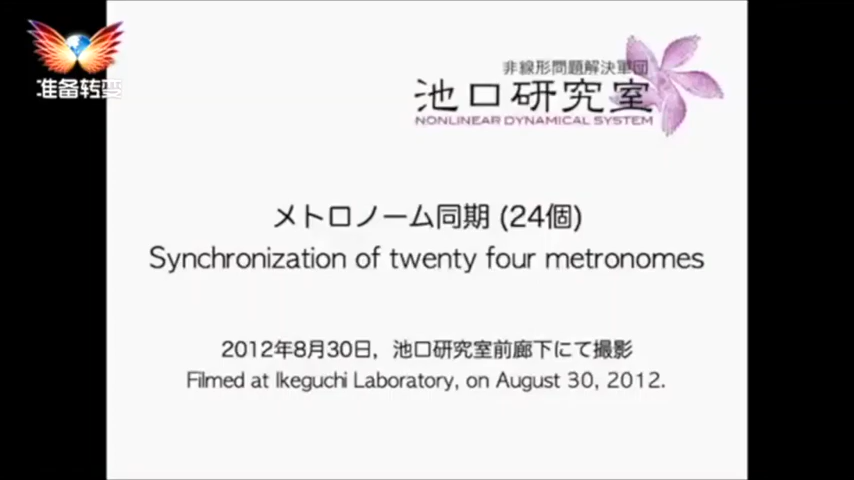 准备转变
非線形問題解決軍団
池口研究室
NONLINEAR DYNAMICAL SYSTEM
メトロノーム同期 (24個)
Synchronization of twenty four metronomes
2012年8月30日，池口研究室前廊下にて撮影
Filmed at Ikeguchi Laboratory, on August 30, 2012.